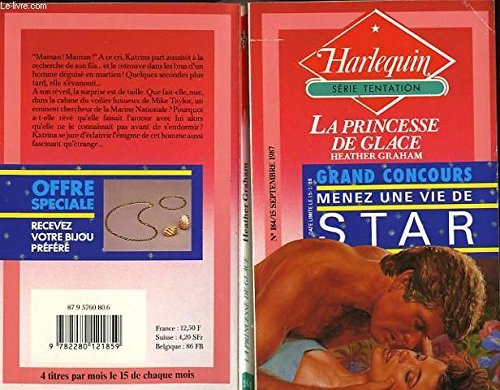 "Maman! Maman!" A ce cri, Katrina part aussitôt à la
recherche de son fils... et le retrouve dans les bras d'un
homme déguisé en martien! Quelques secondes plus
tard, elle s'évanouit...
A son réveil, la surprise est de taille. Que fait-elle, nue,
dans la cabine du voilier luxueux de Mike Taylor, un
éminent chercheur de la Marine Nationale? Pourquoi
a-t-elle rêvé qu'elle faisait l'amour avec lui alors
qu'elle ne le connaissait pas avant de s'endormir?
Katrina se jure d'éclaircir l'énigme de cet homme aussi
fascinant qu'étrange...
OFFRE
SPECIALE
RECEVEZ
VOTRE BIJOU
PRÉFÉRÉ
87 9 5760 80.6
9 782280 121859
France : 12,50 F
Suisse : 4,20 SFr
Belgique : 86 FB
4 titres par mois le 15 de chaque mois
Heather Graham
LA PRINCESSE DE GLACE
Harlequin
SÉRIE TENTATION
LA PRINCESSE
DE GLACE
HEATHER GRAHAM
Nº 184/15 SEPTEMBRE 1987
GRAND CONCOURS
MENEZ UNE VIE DE
STAR